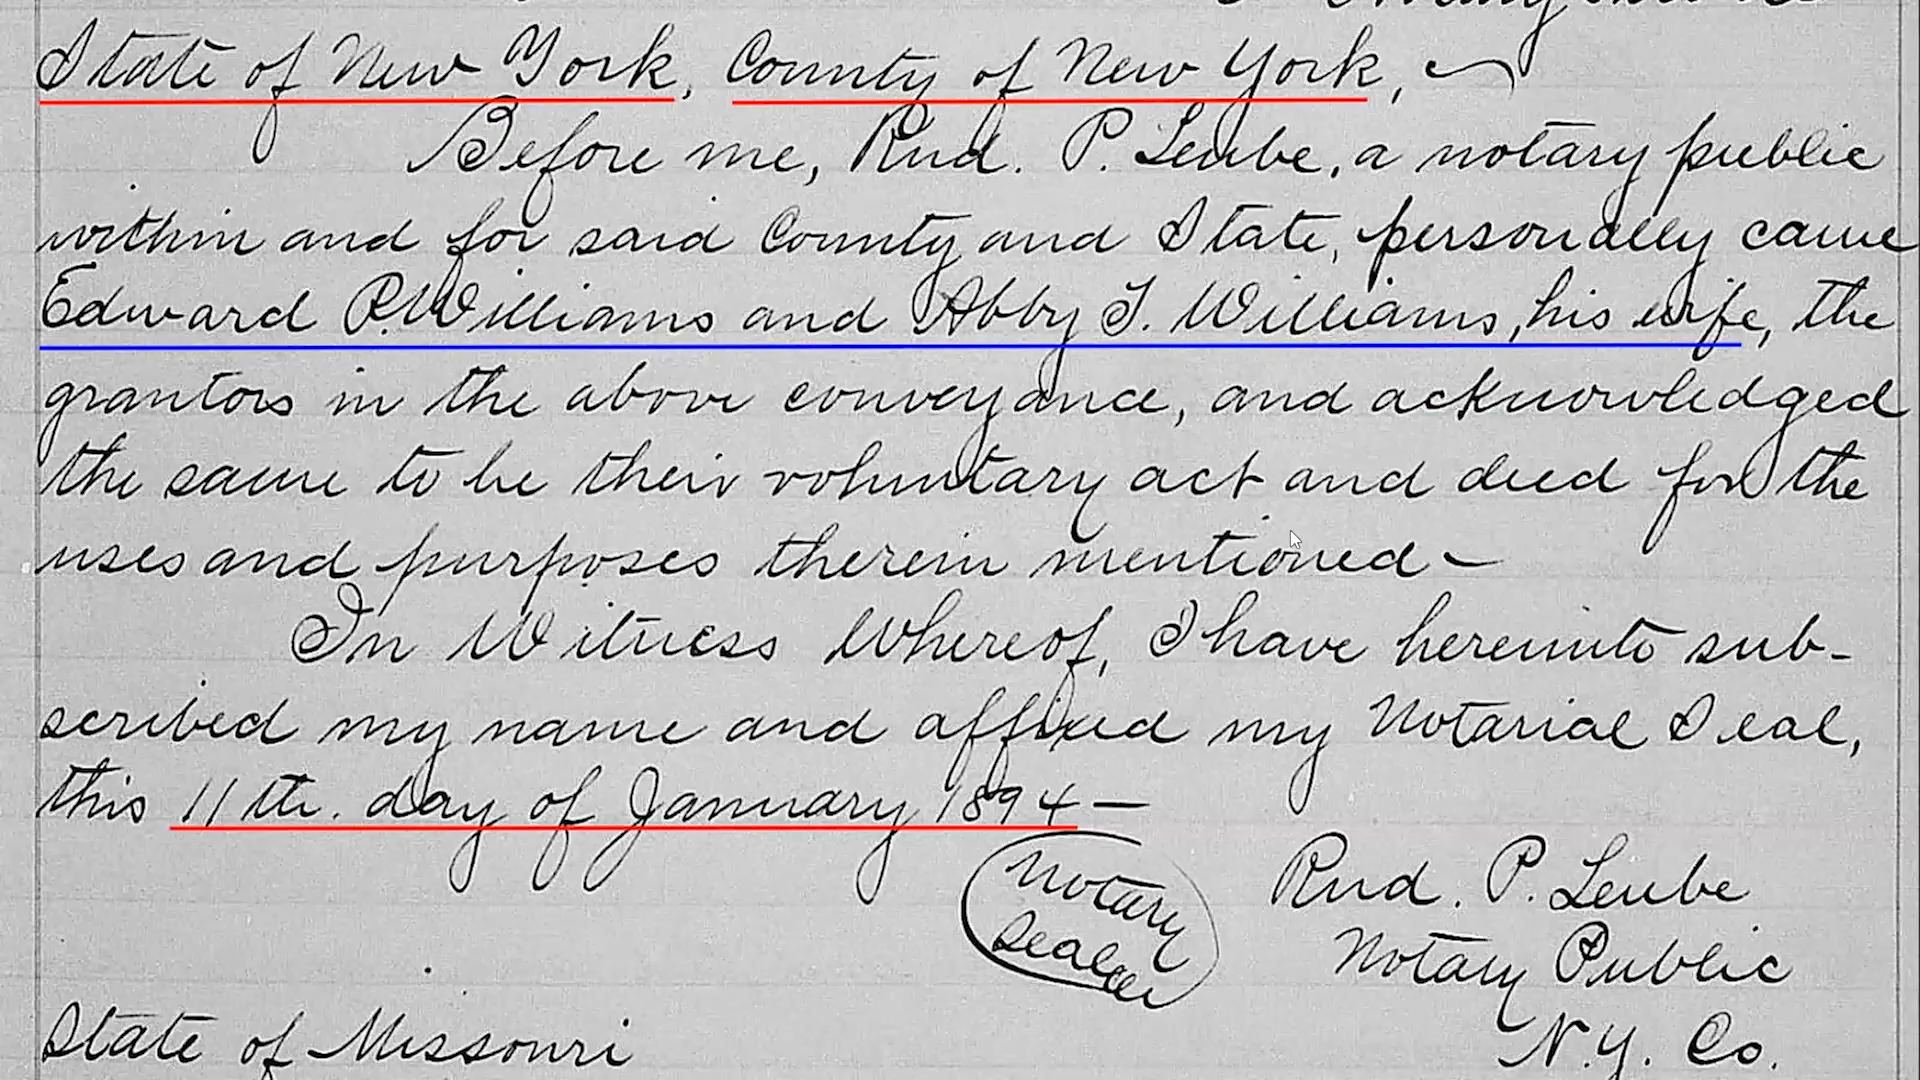 State of New York, County of New York,
Before me, Rud. P. Leube, a notary public
within and for said County and State, personally came
Edward P. Williams and Abby S. Williams, his wife, the
grantors in the above conveyance, and acknowledged
the same to be their voluntary act and deed for the
uses and purposes therein mentioned —
In Witness Whereof, I have hereunto sub-
scribed my name and affixed my Notarial Seal,
this 11th. day of January 1894 —
Notary
Seal
Rud. P. Leube
Notary Public
N.Y. Co.
State of Missouri